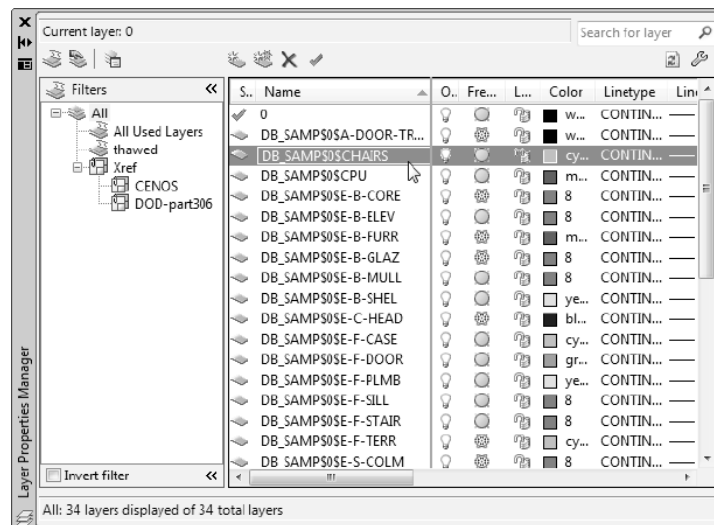 Current layer: 0
Search for layer
Filters
All
All Used Layers
thawed
Xref
CENOS
DOD-part306
Invert filter
S.. Name O.. Fre... L... Color Linetype Lin
0 w... CONTIN...
DB_SAMP$0$A-DOOR-TR... w... CONTIN...
DB_SAMP$0$CHAIRS cy... CONTIN...
DB_SAMP$0$CPU m... CONTIN...
DB_SAMP$0$E-B-CORE 8 CONTIN...
DB_SAMP$0$E-B-ELEV 8 CONTIN...
DB_SAMP$0$E-B-FURR m... CONTIN...
DB_SAMP$0$E-B-GLAZ 8 CONTIN...
DB_SAMP$0$E-B-MULL 8 CONTIN...
DB_SAMP$0$E-B-SHEL ye... CONTIN...
DB_SAMP$0$E-C-HEAD bl... CONTIN...
DB_SAMP$0$E-F-CASE cy... CONTIN...
DB_SAMP$0$E-F-DOOR gr... CONTIN...
DB_SAMP$0$E-F-PLMB ye... CONTIN...
DB_SAMP$0$E-F-SILL 8 CONTIN...
DB_SAMP$0$E-F-STAIR 8 CONTIN...
DB_SAMP$0$E-F-TERR cy... CONTIN...
DB_SAMP$0$E-S-COLM 8 CONTIN...
Layer Properties Manager
All: 34 layers displayed of 34 total layers